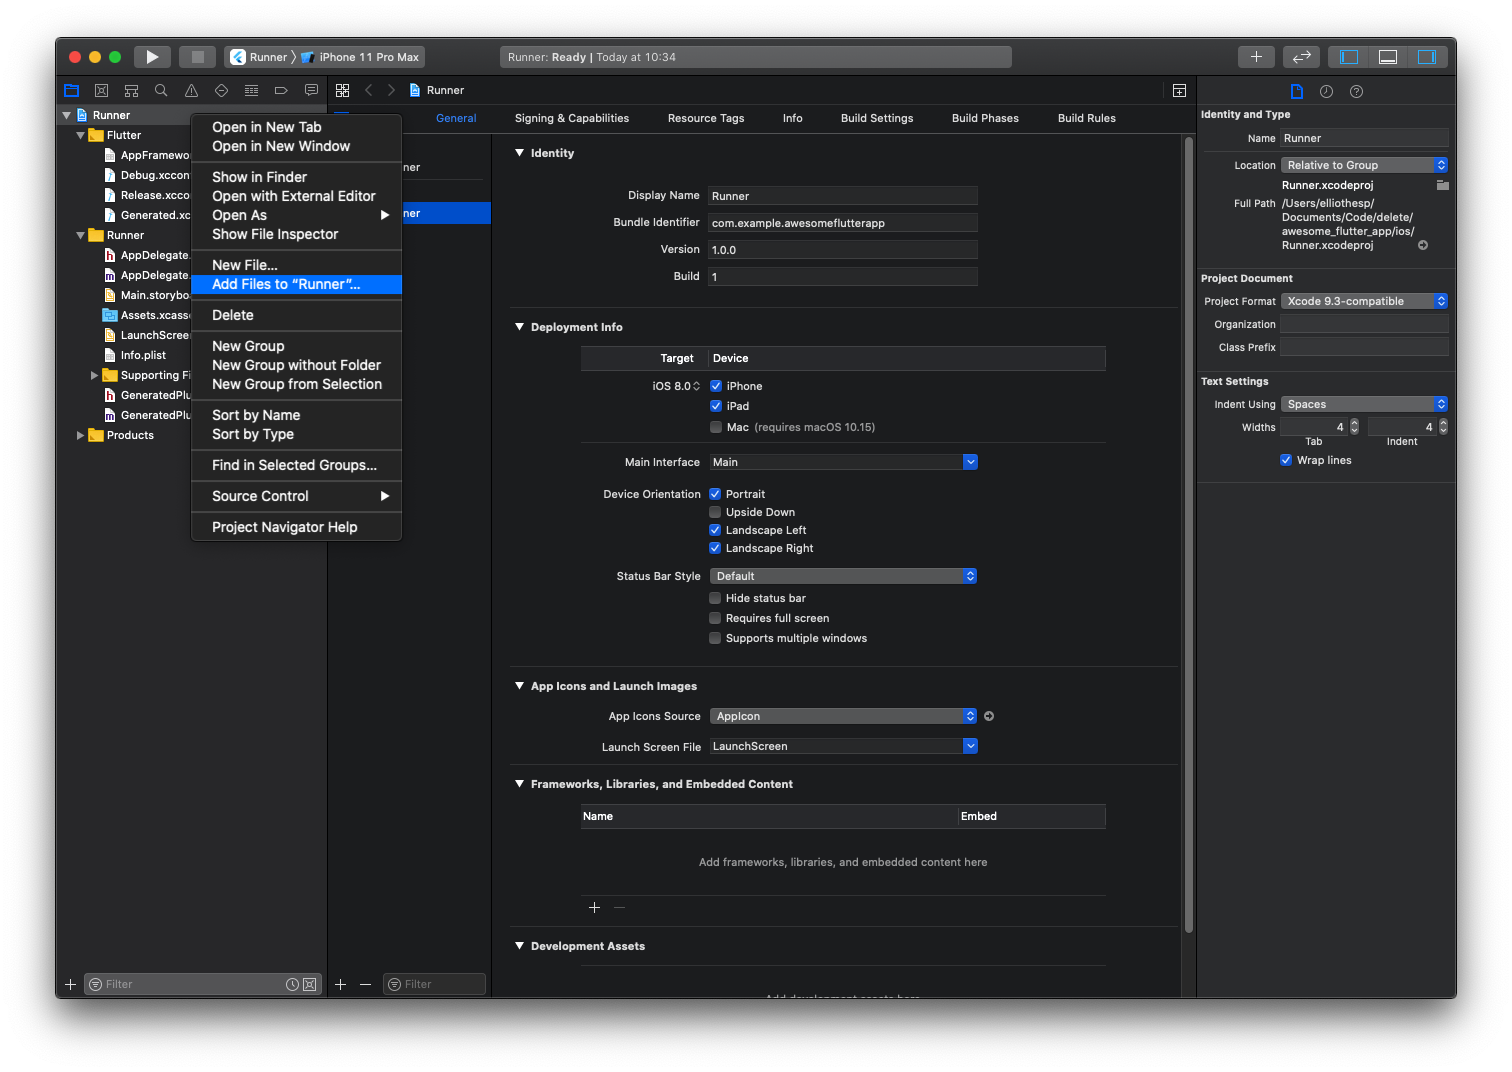 Runner 〉 iPhone 11 Pro Max
Runner: Ready | Today at 10:34
Runner
Flutter
AppFramewo
Debug.xccon
Release.xcco
Generated.xc
Runner
AppDelegate.
AppDelegate.
Main.storybo
Assets.xcass
LaunchScree
Info.plist
Supporting Fi
GeneratedPlu
GeneratedPlu
Products
Filter
Open in New Tab
Open in New Window
Show in Finder
Open with External Editor
Open As
Show File Inspector
New File...
Add Files to “Runner”...
Delete
New Group
New Group without Folder
New Group from Selection
Sort by Name
Sort by Type
Find in Selected Groups...
Source Control
Project Navigator Help
Runner
General Signing & Capabilities Resource Tags Info Build Settings Build Phases Build Rules
ner
ner
Filter
Identity
Display Name Runner
Bundle Identifier com.example.awesomeflutterapp
Version 1.0.0
Build 1
Deployment Info
Target Device
iOS 8.0 iPhone
iPad
Mac (requires macOS 10.15)
Main Interface Main
Device Orientation Portrait
Upside Down
Landscape Left
Landscape Right
Status Bar Style Default
Hide status bar
Requires full screen
Supports multiple windows
App Icons and Launch Images
App Icons Source AppIcon
Launch Screen File LaunchScreen
Frameworks, Libraries, and Embedded Content
Name Embed
Add frameworks, libraries, and embedded content here
Development Assets
Add development assets here
Identity and Type
Name Runner
Location Relative to Group
Runner.xcodeproj
Full Path /Users/elliothesp/
Documents/Code/delete/
awesome_flutter_app/ios/
Runner.xcodeproj
Project Document
Project Format Xcode 9.3-compatible
Organization
Class Prefix
Text Settings
Indent Using Spaces
Widths 4 4
Tab Indent
Wrap lines